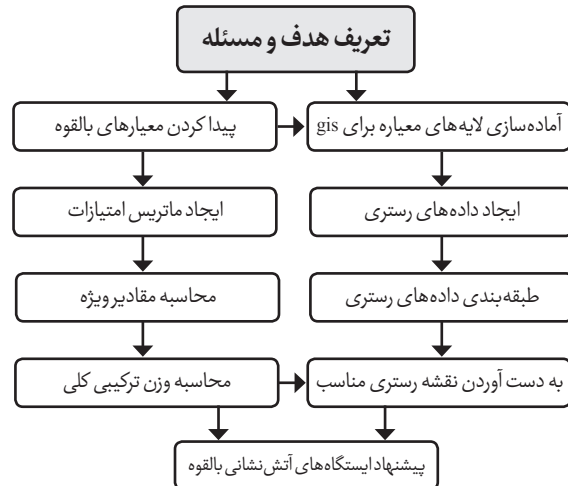 تعریف هدف و مسئله
آماده‌سازی لایه‌های معیاره برای gis
پیدا کردن معیارهای بالقوه
ایجاد داده‌های رستری
ایجاد ماتریس امتیازات
طبقه‌بندی داده‌های رستری
محاسبه مقادیر ویژه
به دست آوردن نقشه رستری مناسب
محاسبه وزن ترکیبی کلی
پیشنهاد ایستگاه‌های آتش‌نشانی بالقوه